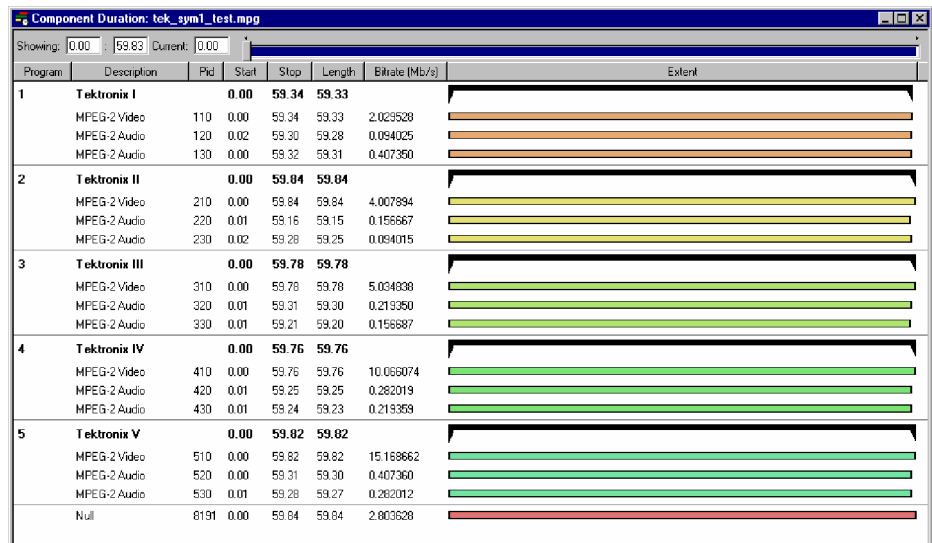 Component Duration: tek_sym1_test.mpg
Showing: 0.00 : 59.83 Current: 0.00
Program Description Pid Start Stop Length Bitrate (Mb/s) Extent
1 Tektronix I 0.00 59.34 59.33
MPEG-2 Video 110 0.00 59.34 59.33 2.029528
MPEG-2 Audio 120 0.02 59.30 59.28 0.094025
MPEG-2 Audio 130 0.00 59.32 59.31 0.407350
2 Tektronix II 0.00 59.84 59.84
MPEG-2 Video 210 0.00 59.84 59.84 4.007894
MPEG-2 Audio 220 0.01 59.16 59.15 0.156667
MPEG-2 Audio 230 0.02 59.28 59.25 0.094015
3 Tektronix III 0.00 59.78 59.78
MPEG-2 Video 310 0.00 59.78 59.78 5.034838
MPEG-2 Audio 320 0.01 59.31 59.30 0.219350
MPEG-2 Audio 330 0.01 59.21 59.20 0.156687
4 Tektronix IV 0.00 59.76 59.76
MPEG-2 Video 410 0.00 59.76 59.76 10.066074
MPEG-2 Audio 420 0.01 59.25 59.25 0.282019
MPEG-2 Audio 430 0.01 59.24 59.23 0.219359
5 Tektronix V 0.00 59.82 59.82
MPEG-2 Video 510 0.00 59.82 59.82 15.168662
MPEG-2 Audio 520 0.00 59.31 59.30 0.407360
MPEG-2 Audio 530 0.01 59.28 59.27 0.282012
Null 8191 0.00 59.84 59.84 2.803628